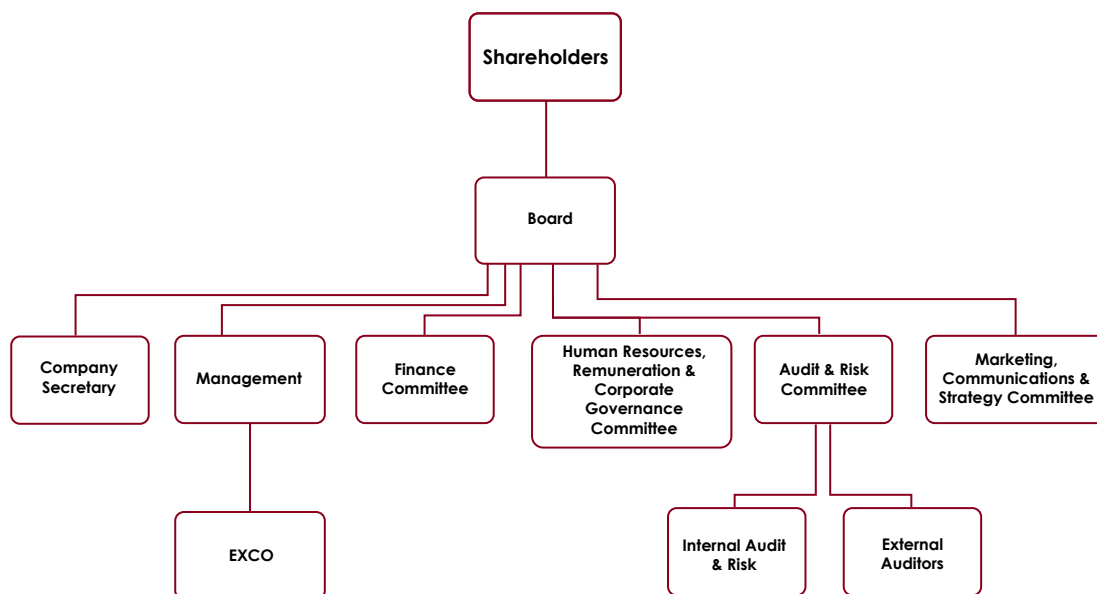 Shareholders
Board
Company
Secretary
Management
Finance
Committee
Human Resources,
Remuneration &
Corporate
Governance
Committee
Audit & Risk
Committee
Marketing,
Communications &
Strategy Committee
EXCO
Internal Audit
& Risk
External
Auditors